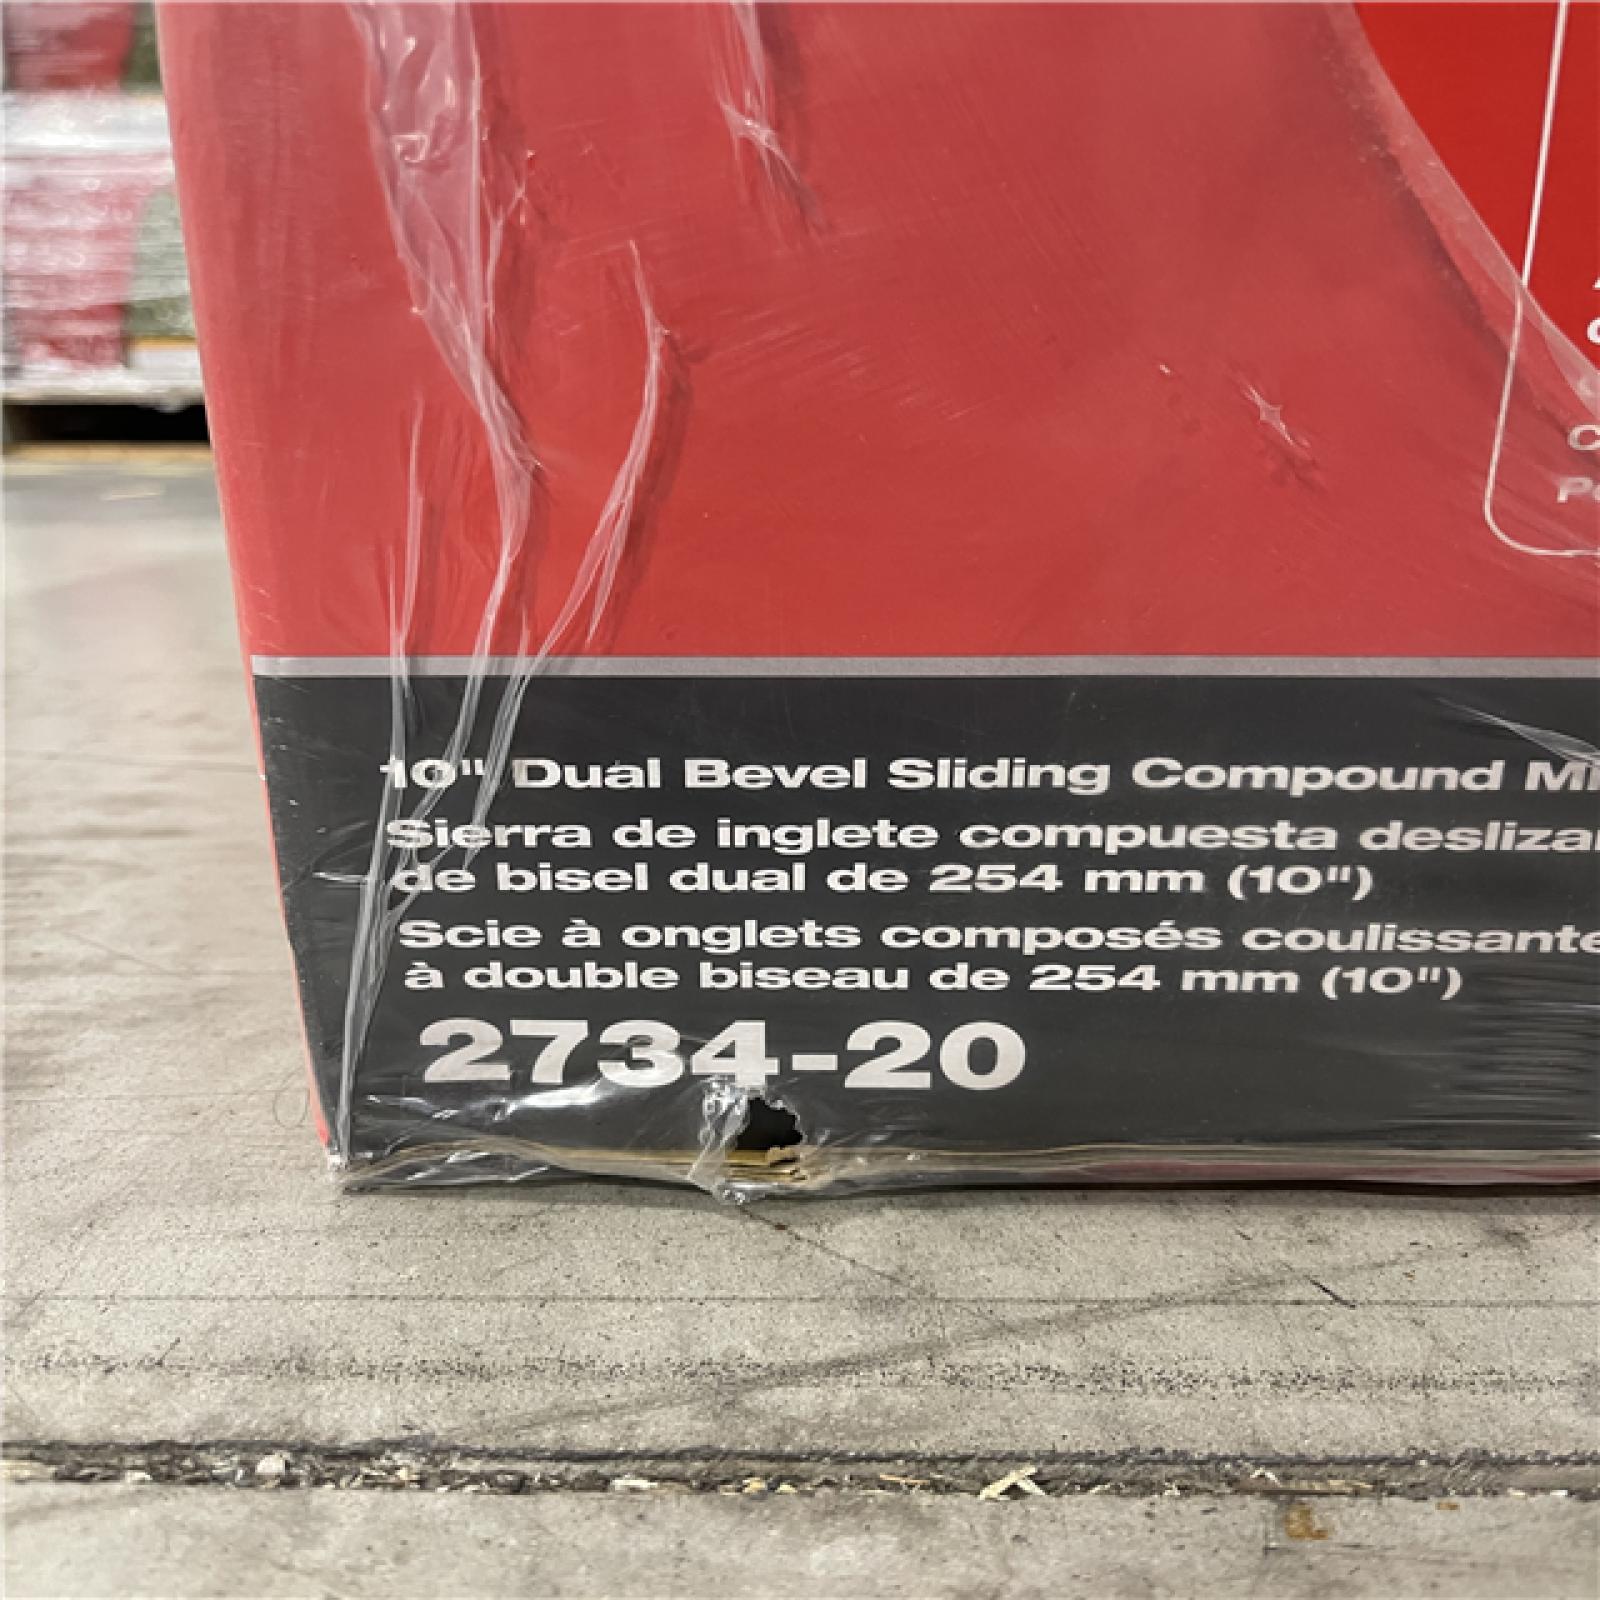 10" Dual Bevel Sliding Compound
Sierra de inglete compuesta
de bisel dual de 254 mm (10")
Scie à onglets composés coulissante
à double biseau de 254 mm (10")
2734-20